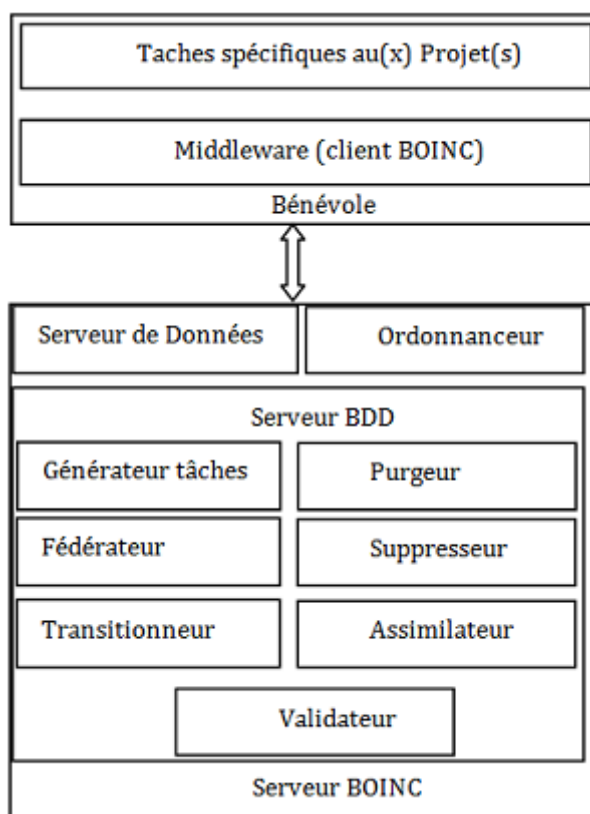 Taches spécifiques au(x) Projet(s)
Middleware (client BOINC)
Bénévole
Serveur de Données
Ordonnanceur
Serveur BDD
Générateur tâches
Purgeur
Fédérateur
Suppresseur
Transitionneur
Assimilateur
Validateur
Serveur BOINC